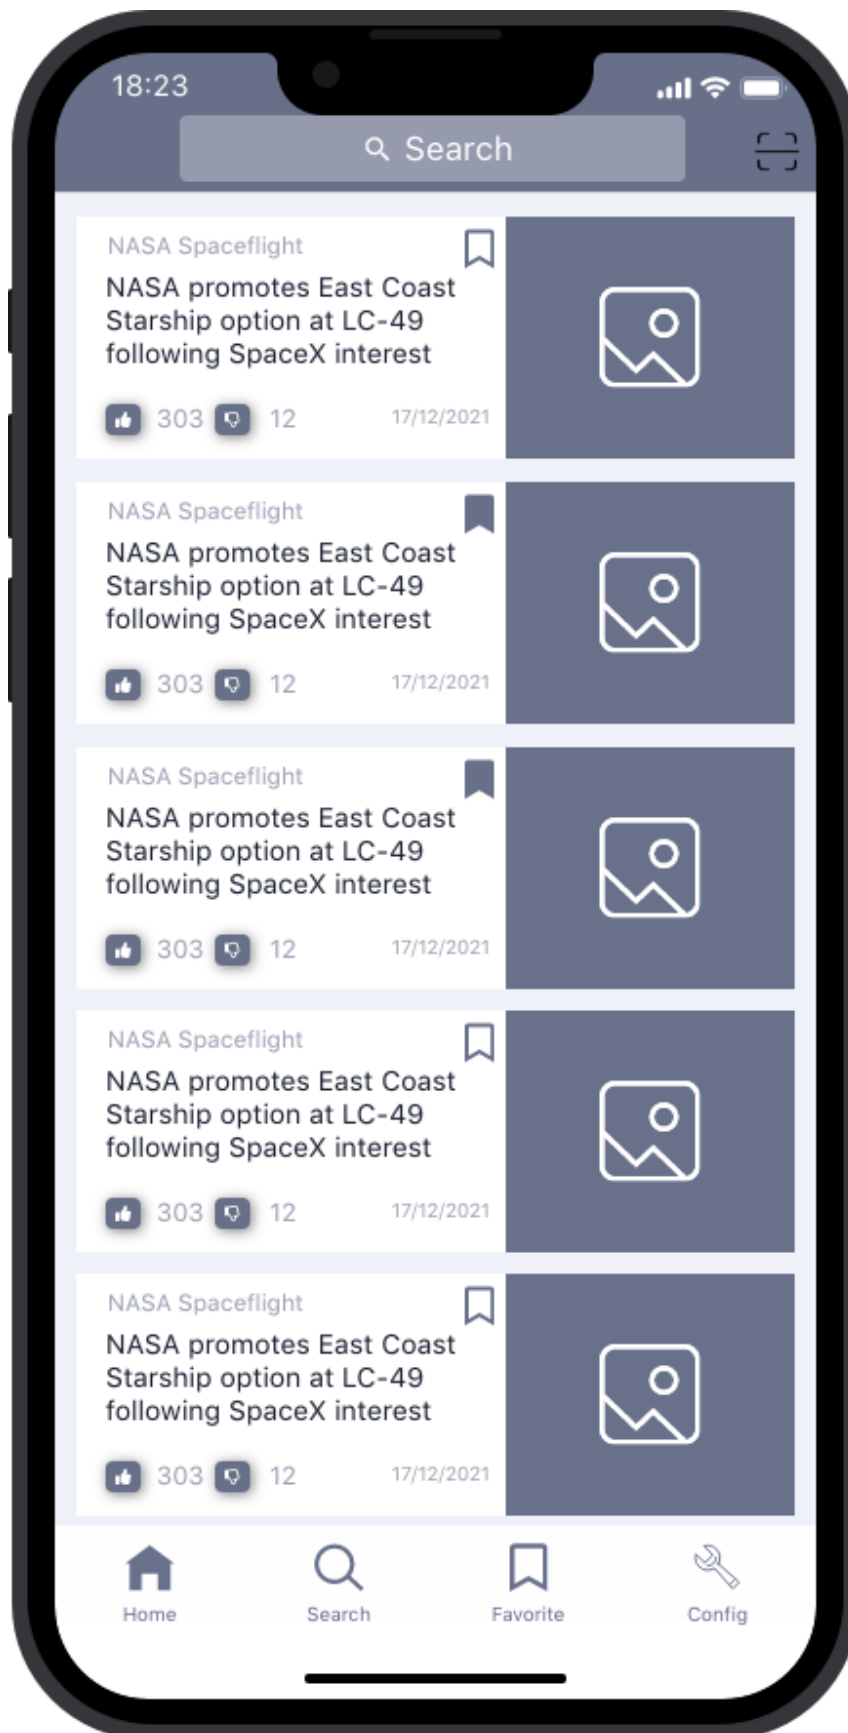 18:23
Search
NASA Spaceflight
NASA promotes East Coast
Starship option at LC-49
following SpaceX interest
303 12 17/12/2021
NASA Spaceflight
NASA promotes East Coast
Starship option at LC-49
following SpaceX interest
303 12 17/12/2021
NASA Spaceflight
NASA promotes East Coast
Starship option at LC-49
following SpaceX interest
303 12 17/12/2021
NASA Spaceflight
NASA promotes East Coast
Starship option at LC-49
following SpaceX interest
303 12 17/12/2021
NASA Spaceflight
NASA promotes East Coast
Starship option at LC-49
following SpaceX interest
303 12 17/12/2021
Home Search Favorite Config